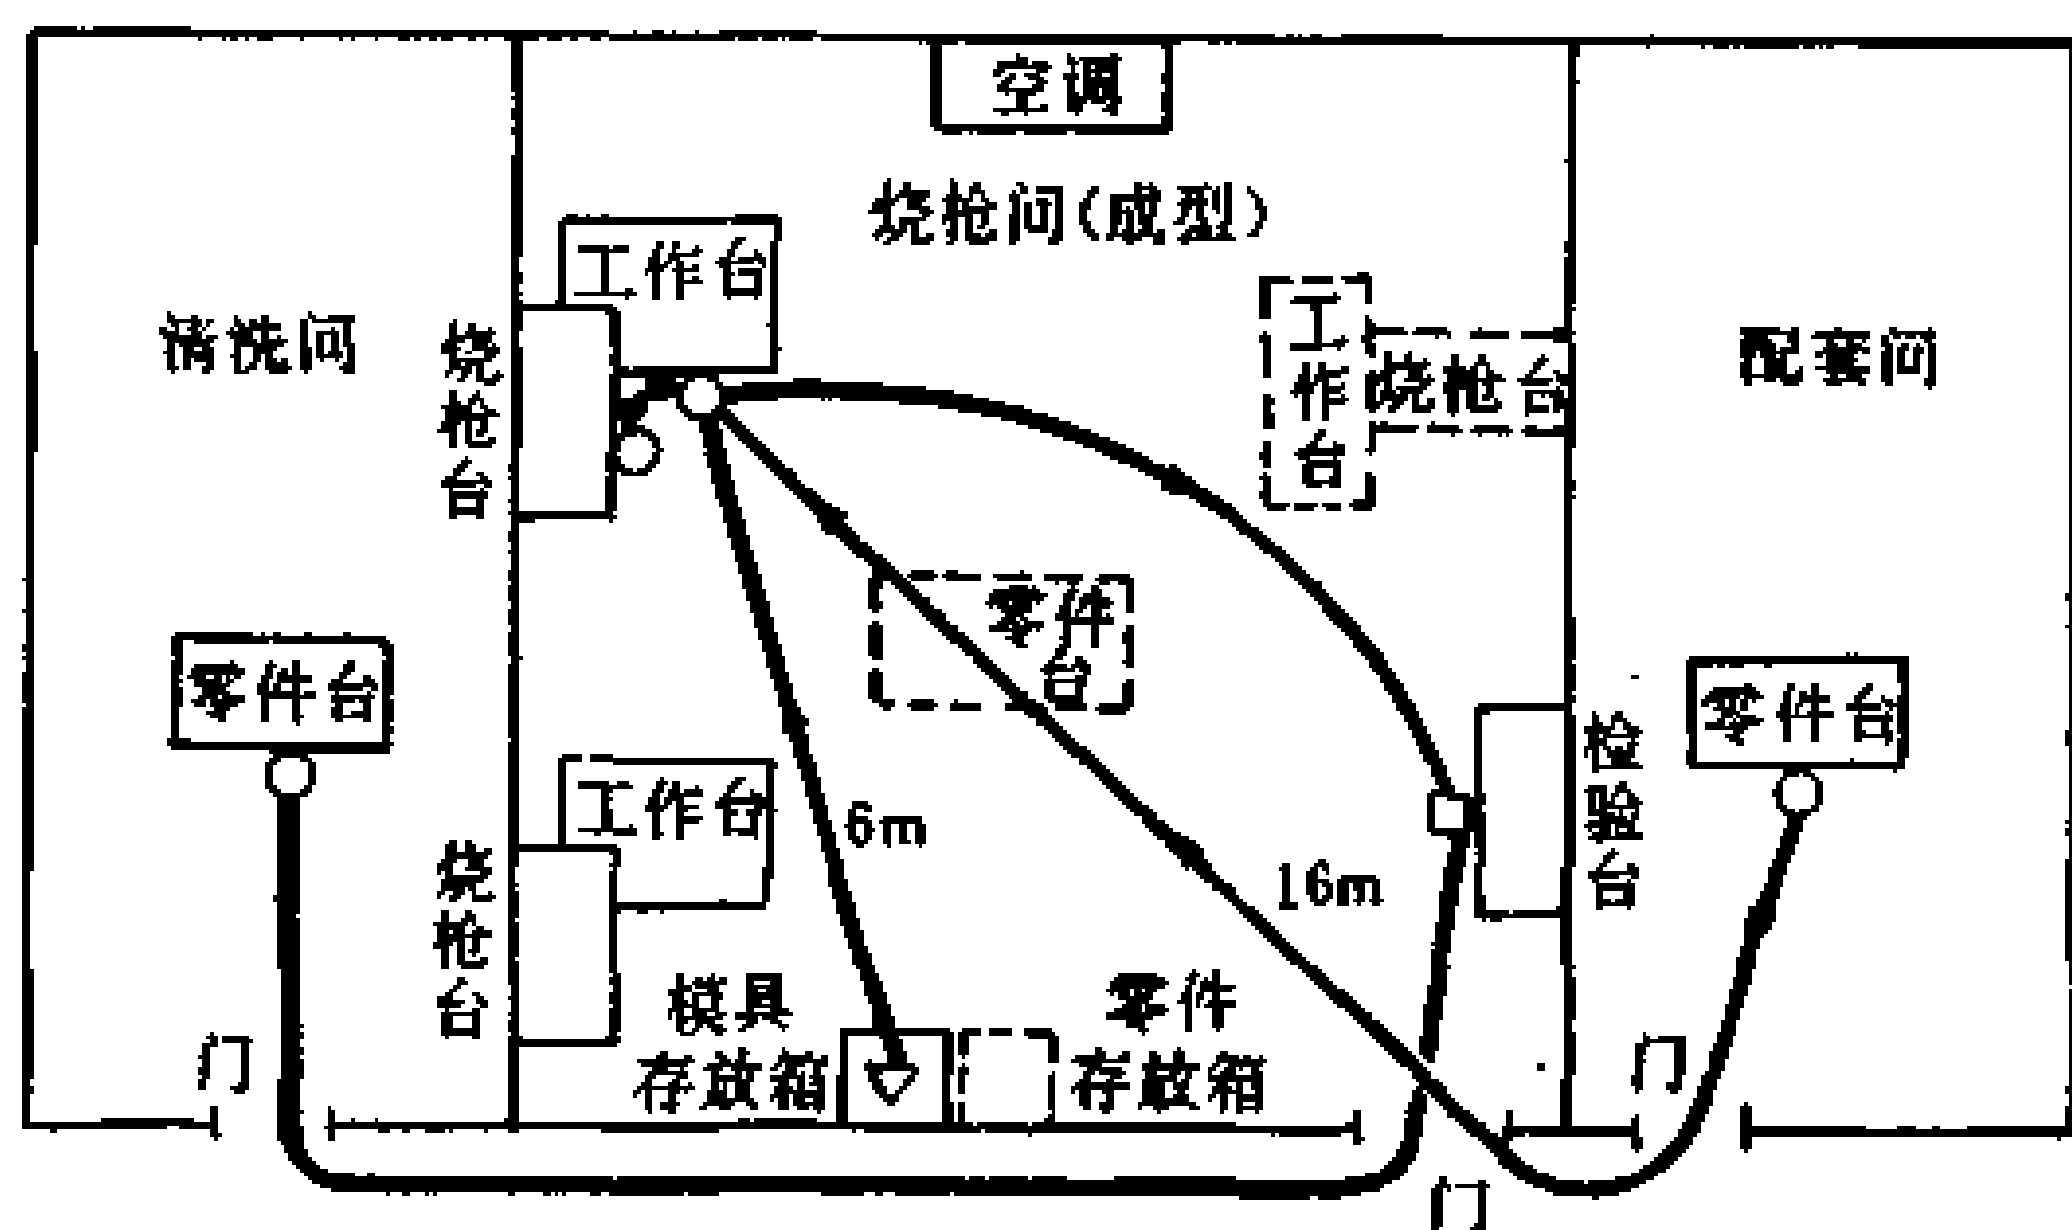 空调
烧枪间(成型)
工作台
清洗间
烧枪台
工作台
烧枪台
配套间
零件
台
零件台
零件台
检验台
工作台
烧枪台
6m
16m
模具
存放箱
零件
存放箱
门
门
门